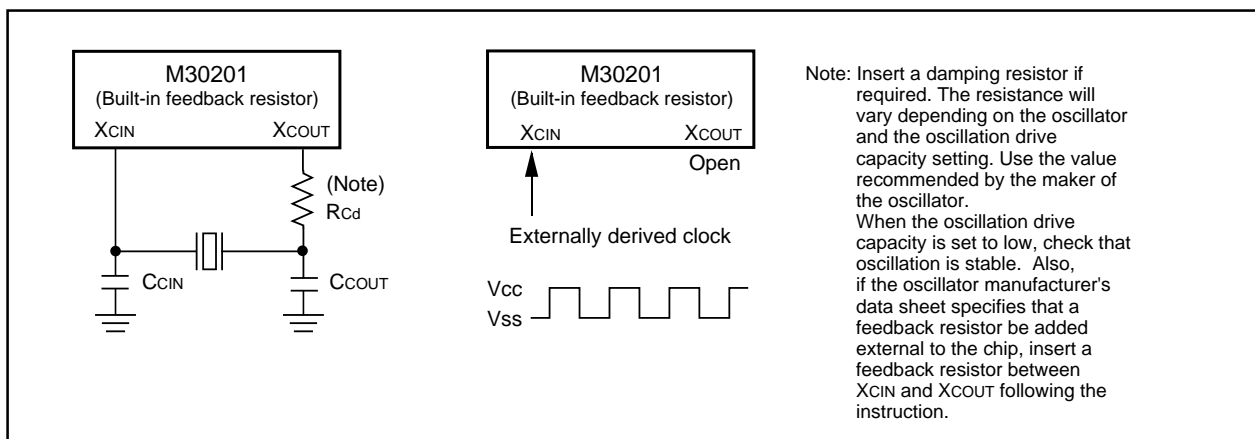 M30201
(Built-in feedback resistor)
XCIN
XCOUT
(Note)
RCd
CCIN
CCOUT
M30201
(Built-in feedback resistor)
XCIN
XCOUT
Open
Externally derived clock
Vcc
Vss
Note: Insert a damping resistor if
required. The resistance will
vary depending on the oscillator
and the oscillation drive
capacity setting. Use the value
recommended by the maker of
the oscillator.
When the oscillation drive
capacity is set to low, check that
oscillation is stable. Also,
if the oscillator manufacturer's
data sheet specifies that a
feedback resistor be added
external to the chip, insert a
feedback resistor between
XCIN and XCOUT following the
instruction.